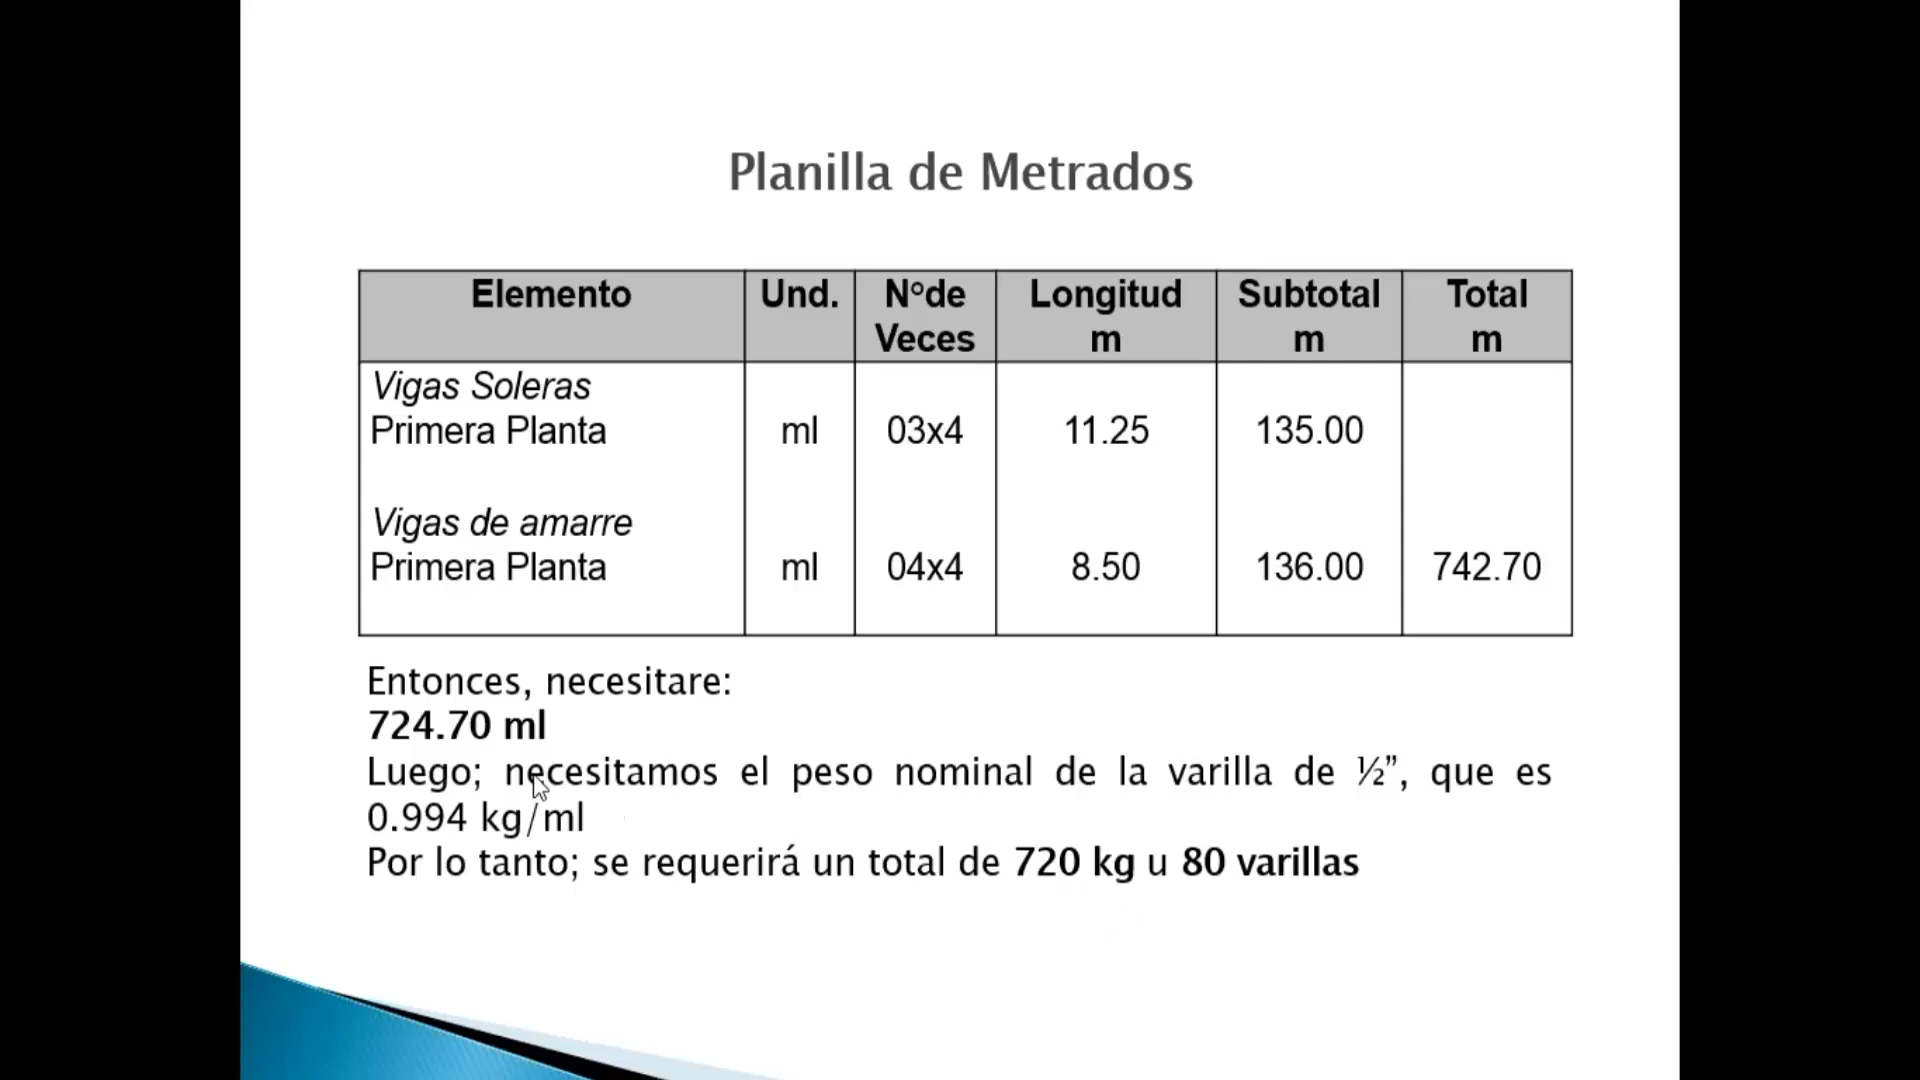 Planilla de Metrados
Elemento Und. N°de Veces Longitud m Subtotal m Total m
Vigas Soleras
Primera Planta ml 03x4 11.25 135.00
Vigas de amarre
Primera Planta ml 04x4 8.50 136.00 742.70
Entonces, necesitare:
724.70 ml
Luego; necesitamos el peso nominal de la varilla de ½”, que es
0.994 kg/ml
Por lo tanto; se requerirá un total de 720 kg u 80 varillas